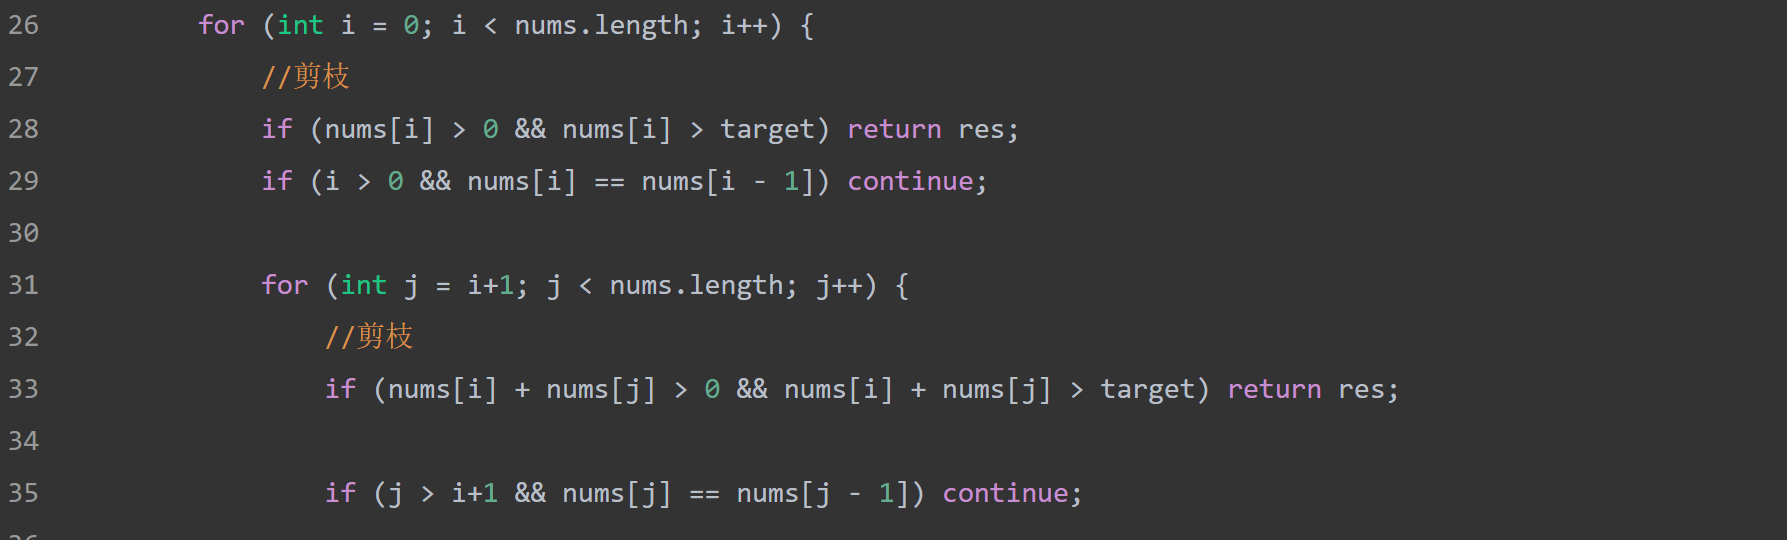 26 for (int i = 0; i < nums.length; i++) {
27 //剪枝
28 if (nums[i] > 0 && nums[i] > target) return res;
29 if (i > 0 && nums[i] == nums[i - 1]) continue;
30
31 for (int j = i+1; j < nums.length; j++) {
32 //剪枝
33 if (nums[i] + nums[j] > 0 && nums[i] + nums[j] > target) return res;
34
35 if (j > i+1 && nums[j] == nums[j - 1]) continue;